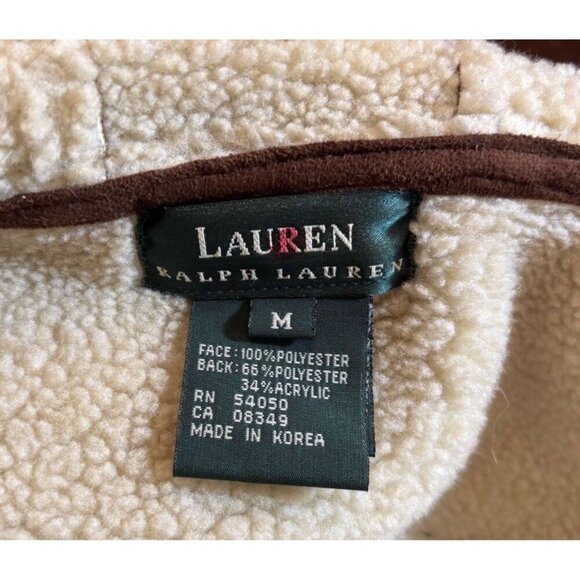 LAUREN
RALPH LAUREN
M
FACE:100%POLYESTER
BACK:66%POLYESTER
34%ACRYLIC
RN 54050
CA 08349
MADE IN KOREA